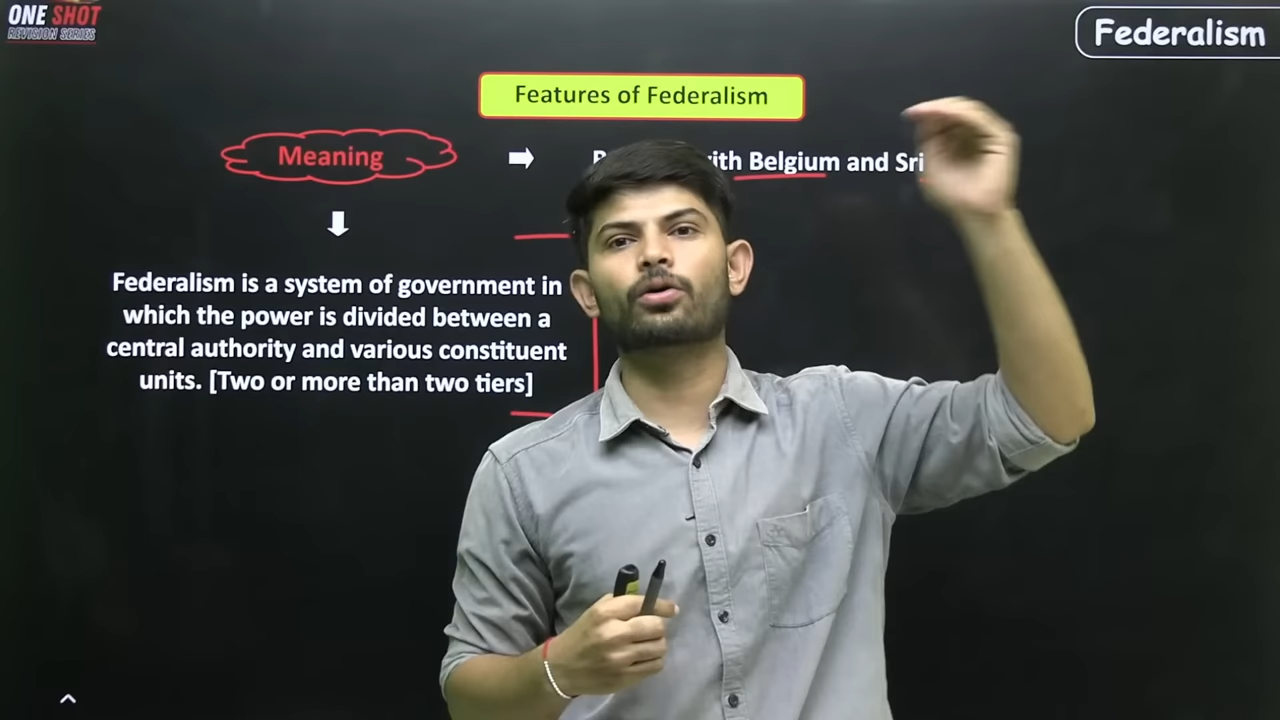 ONE SHOT
REVISION SERIES
Federalism
Features of Federalism
Meaning
with Belgium and Sri
Federalism is a system of government in
which the power is divided between a
central authority and various constituent
units. [Two or more than two tiers]